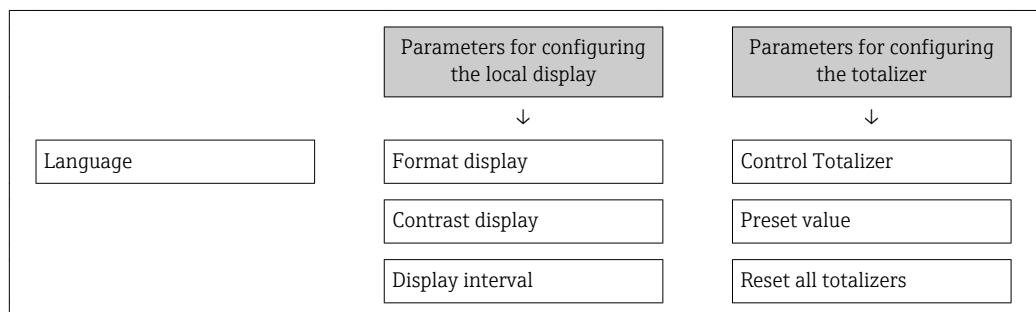 Parameters for configuring
the local display
Parameters for configuring
the totalizer
↓
↓
Language
Format display
Control Totalizer
Contrast display
Preset value
Display interval
Reset all totalizers